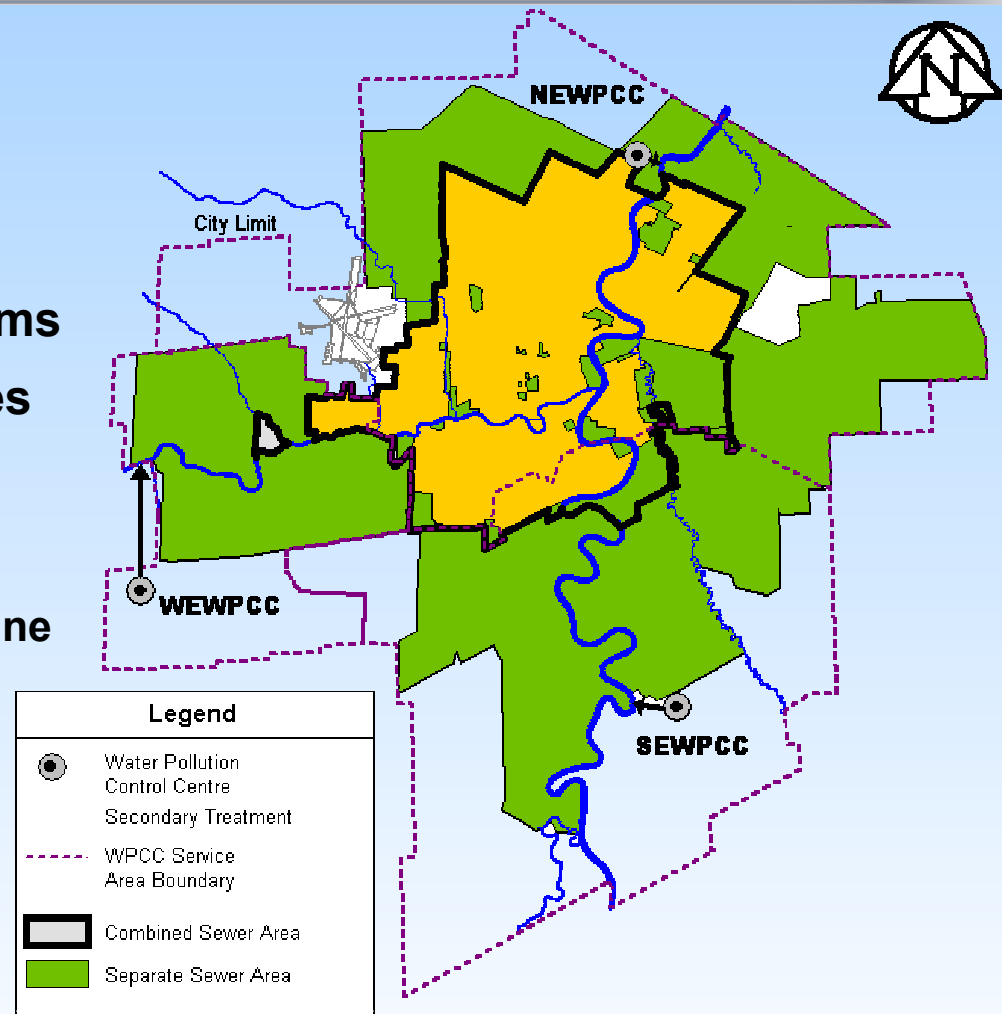 NEWPCC
N
City Limit
ms
es
WEWPCC
ne
SEWPCC
Legend
Water Pollution
Control Centre
Secondary Treatment
WPCC Service
Area Boundary
Combined Sewer Area
Separate Sewer Area